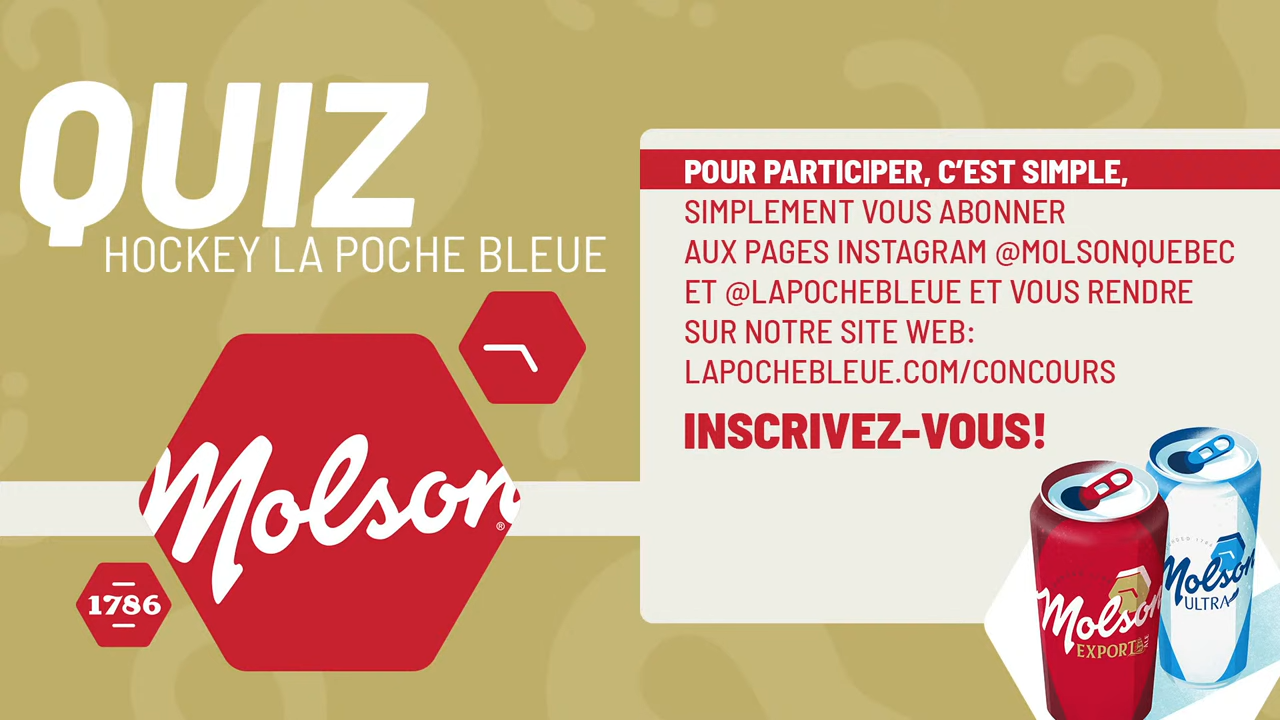 QUIZ
HOCKEY LA POCHE BLEUE
Molson
®
1786
POUR PARTICIPER, C'EST SIMPLE,
SIMPLEMENT VOUS ABONNER
AUX PAGES INSTAGRAM @MOLSONQUEBEC
ET @LAPOCHEBLEUE ET VOUS RENDRE
SUR NOTRE SITE WEB:
LAPOCHEBLEUE.COM/CONCOURS
INSCRIVEZ-VOUS!
Molson
EXPORT
Molson
ULTRA